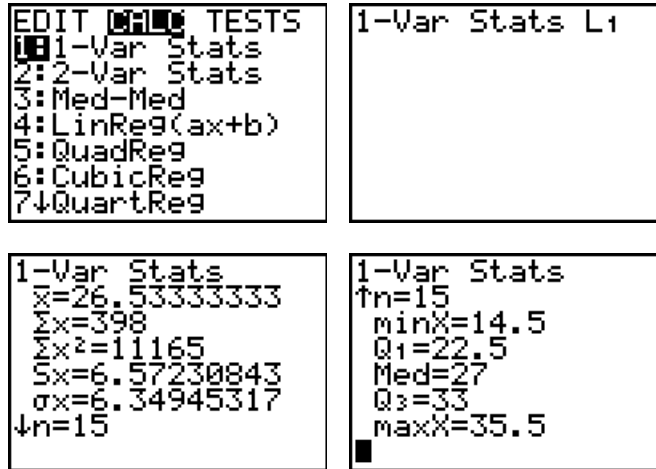 EDIT CALC TESTS
1:1-Var Stats
2:2-Var Stats
3:Med-Med
4:LinReg(ax+b)
5:QuadReg
6:CubicReg
7↓QuartReg
1-Var Stats L₁
1-Var Stats
x̄=26.53333333
Σx=398
Σx²=11165
Sx=6.57230843
σx=6.34945317
↓n=15
1-Var Stats
↑n=15
minX=14.5
Q₁=22.5
Med=27
Q₃=33
maxX=35.5